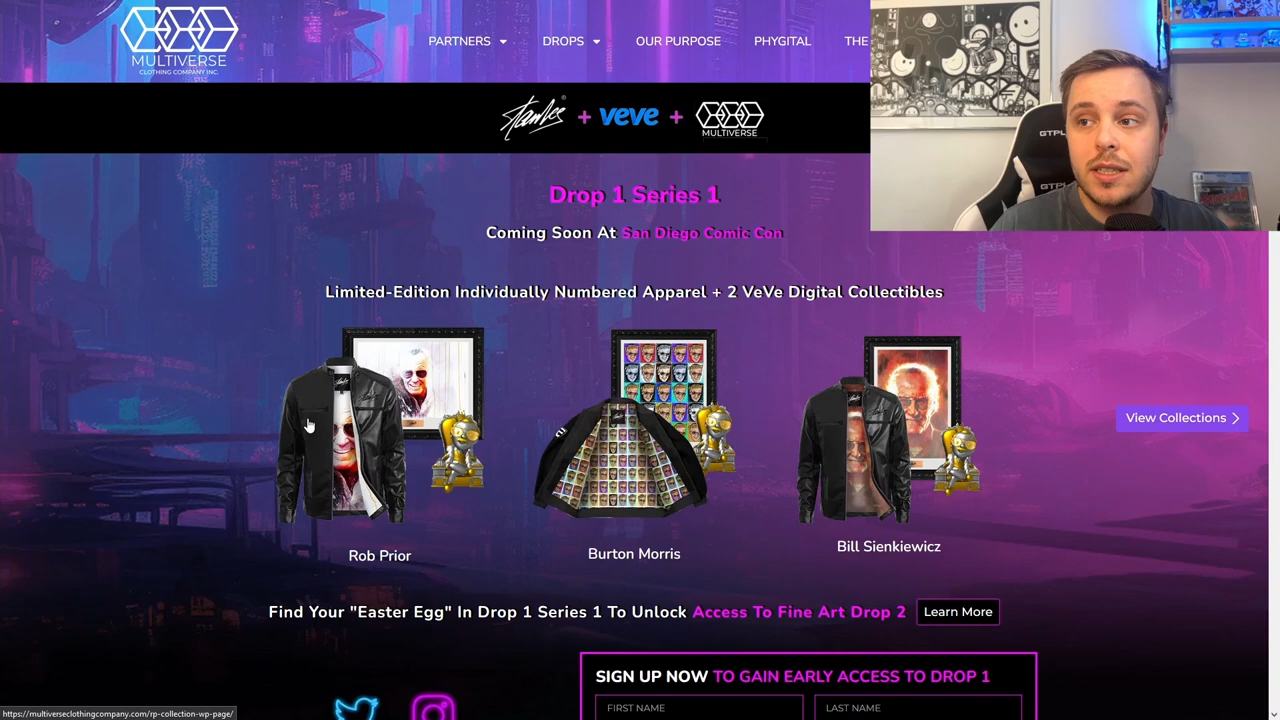 MULTIVERSE
CLOTHING COMPANY INC.
PARTNERS DROPS OUR PURPOSE PHYGITAL THE
Stan Lee ® + veve + MULTIVERSE
GTPL
GTPL
Drop 1 Series 1
Coming Soon At San Diego Comic Con
Limited-Edition Individually Numbered Apparel + 2 VeVe Digital Collectibles
View Collections
Rob Prior
Burton Morris
Bill Sienkiewicz
Find Your "Easter Egg" In Drop 1 Series 1 To Unlock Access To Fine Art Drop 2 Learn More
SIGN UP NOW TO GAIN EARLY ACCESS TO DROP 1
FIRST NAME LAST NAME
https://multiverseclothingcompany.com/rp-collection-wp-page/